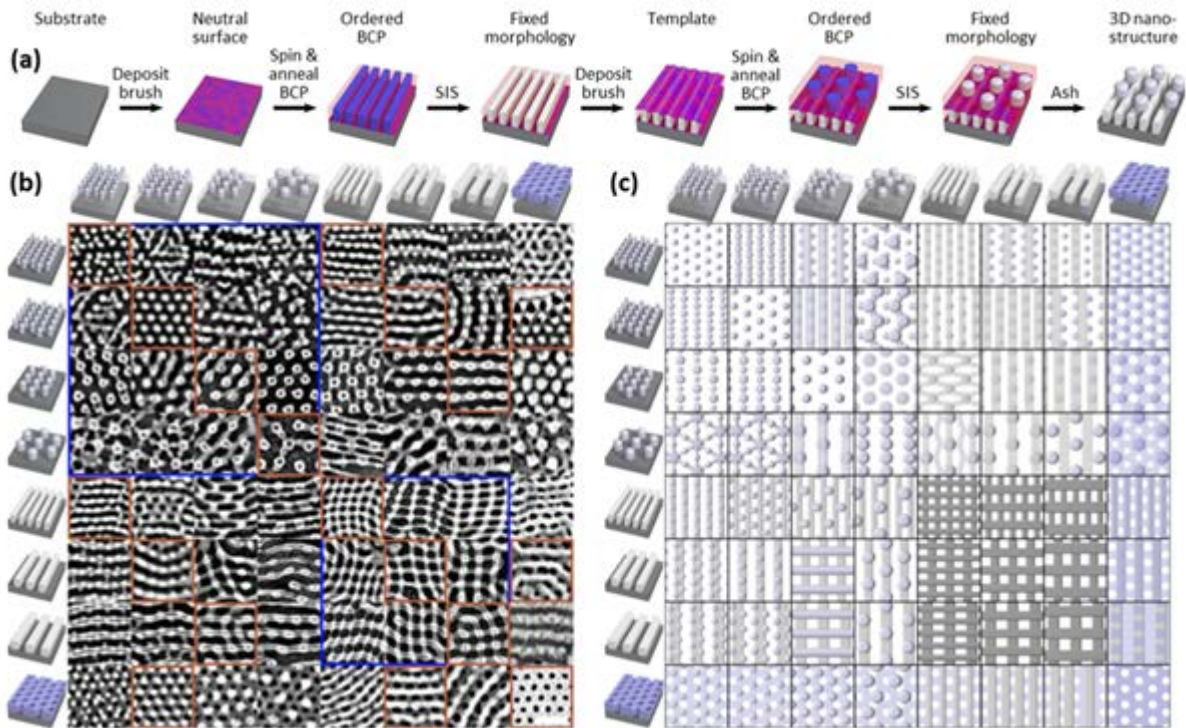 Substrate
Neutral
surface
Ordered
BCP
Fixed
morphology
Template
Ordered
BCP
Fixed
morphology
3D nano-
structure
(a)
Deposit
brush
Spin &
anneal
BCP
SIS
Deposit
brush
Spin &
anneal
BCP
SIS
Ash
(b)
(c)